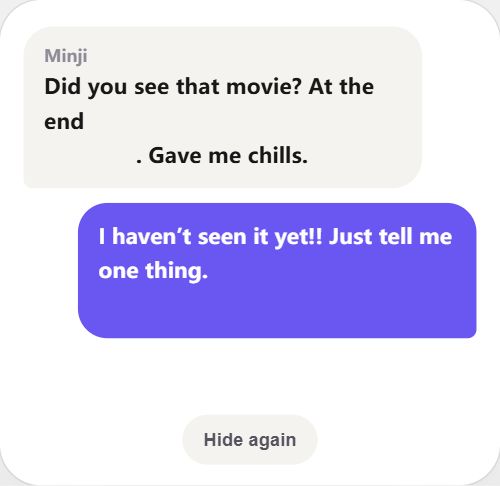 Minji
Did you see that movie? At the
end
. Gave me chills.
I haven’t seen it yet!! Just tell me
one thing.
Hide again